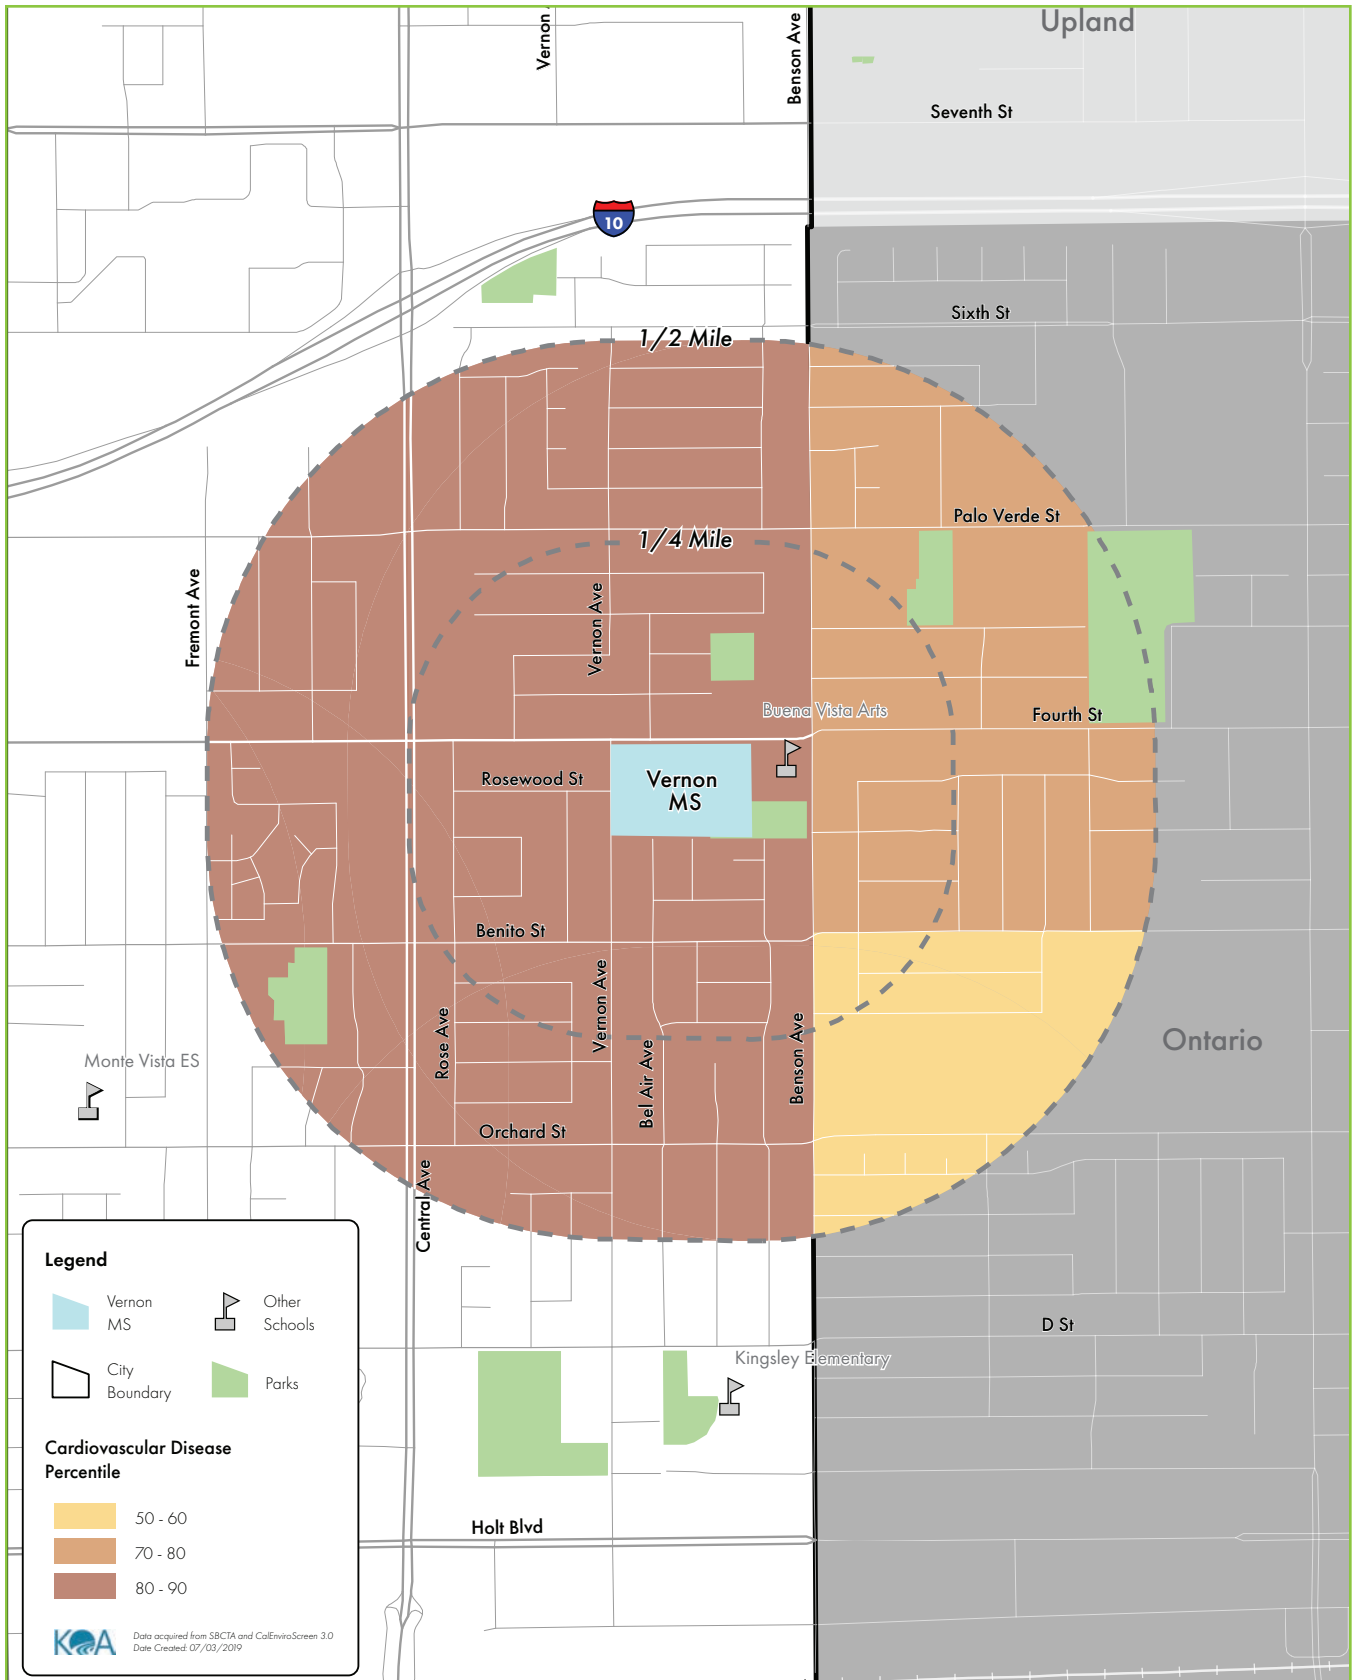 Upland
Vernon
Benson Ave
Seventh St
10
Sixth St
1/2 Mile
Palo Verde St
1/4 Mile
Fremont Ave
Vernon Ave
Buena Vista Arts
Fourth St
Rosewood St
Vernon
MS
Benito St
Vernon Ave
Rose Ave
Bel Air Ave
Benson Ave
Ontario
Monte Vista ES
Orchard St
Central Ave
D St
Kingsley Elementary
Holt Blvd
Legend
Vernon
MS
Other
Schools
City
Boundary
Parks
Cardiovascular Disease
Percentile
50 - 60
70 - 80
80 - 90
KOA
Data acquired from SBCTA and CalEnviroScreen 3.0
Date Created: 07/03/2019